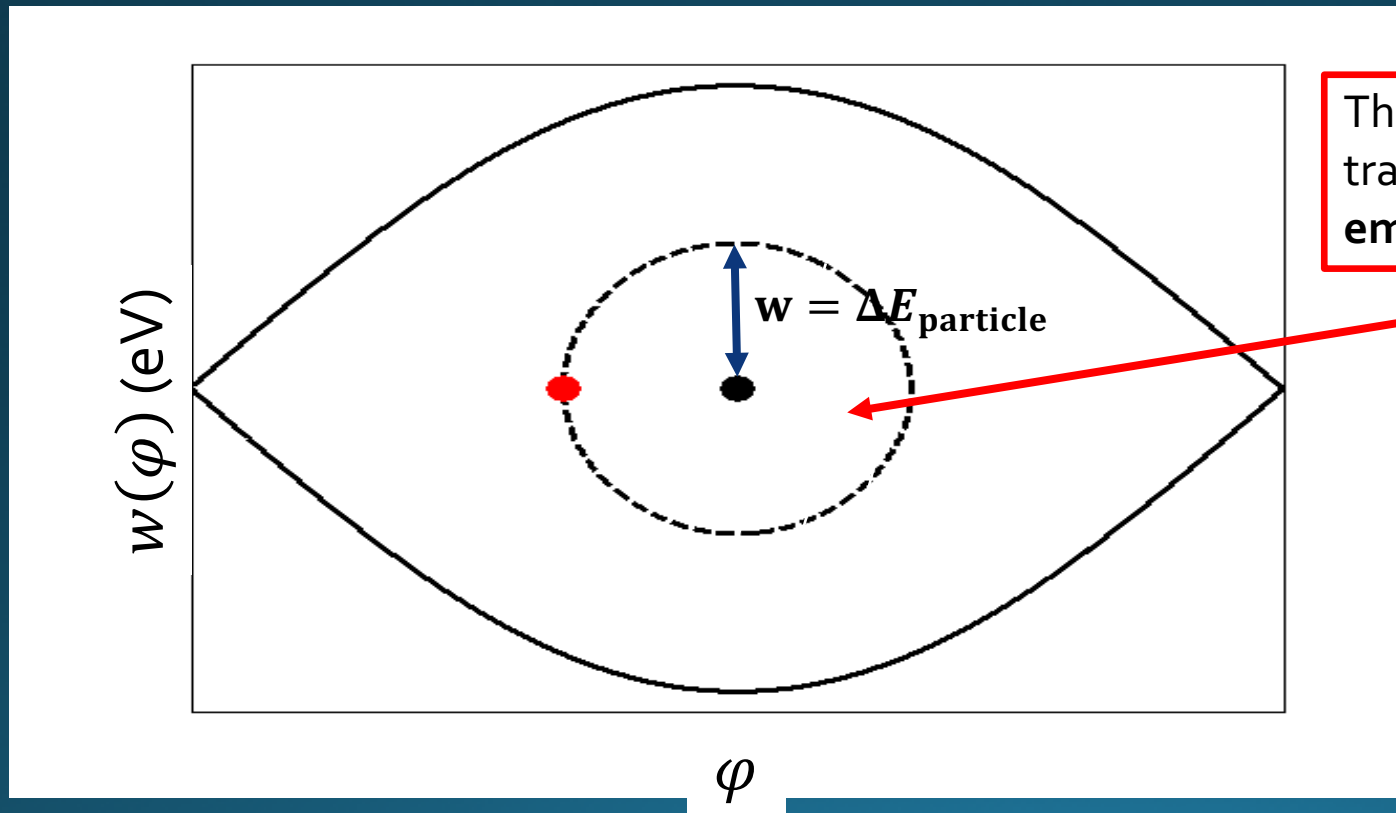 Th
tra
em
w = ΔE_particle
w(φ) (eV)
φ